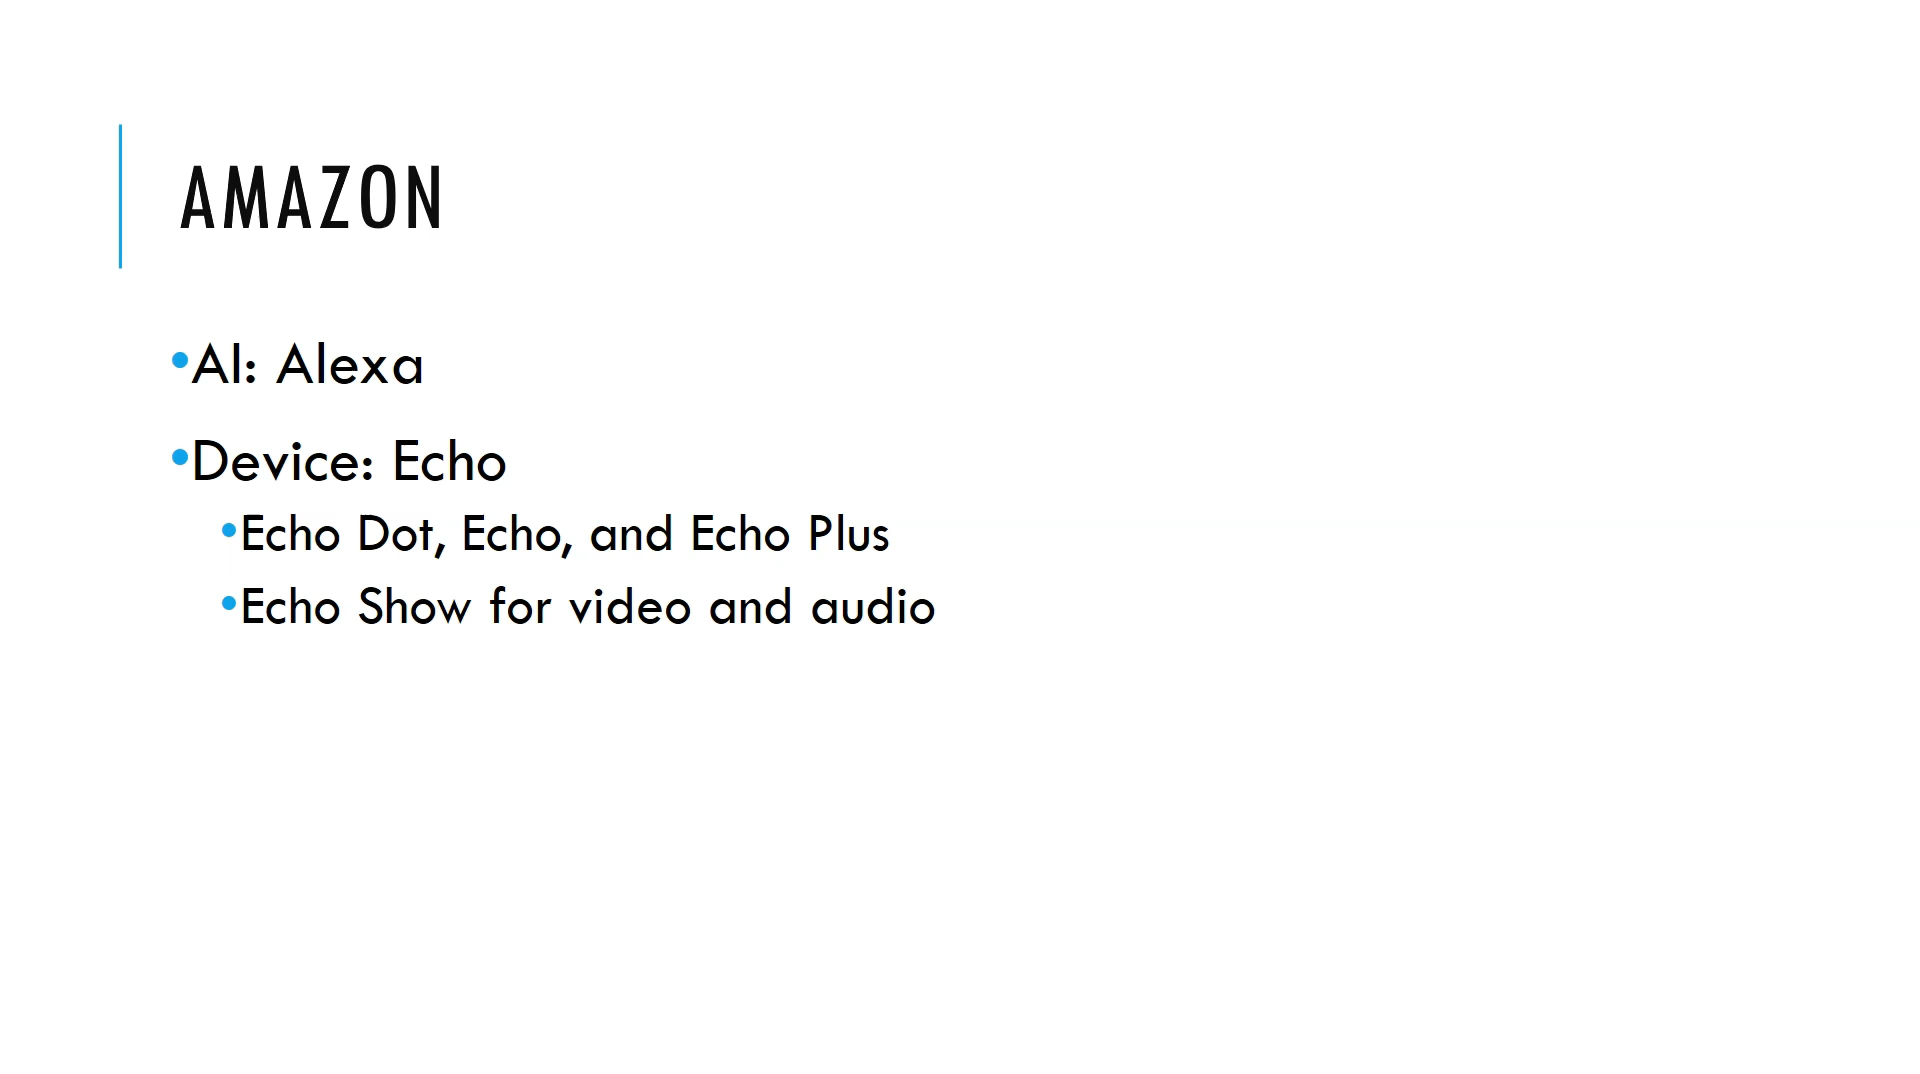 AMAZON
•AI: Alexa
•Device: Echo
•Echo Dot, Echo, and Echo Plus
•Echo Show for video and audio